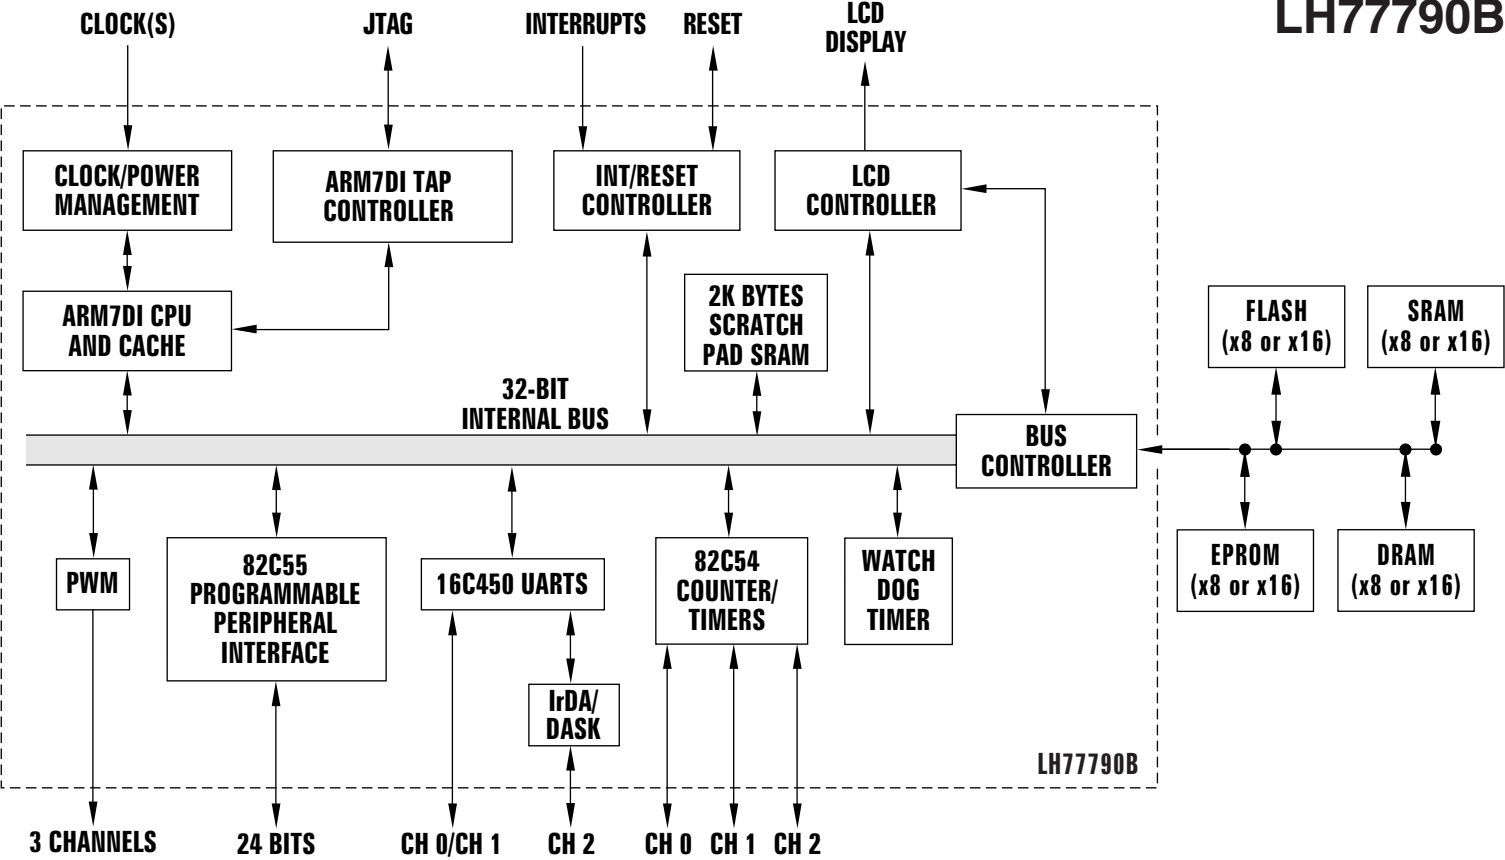 LH77790B
CLOCK(S)
JTAG
INTERRUPTS
RESET
LCD
DISPLAY
CLOCK/POWER
MANAGEMENT
ARM7DI TAP
CONTROLLER
INT/RESET
CONTROLLER
LCD
CONTROLLER
ARM7DI CPU
AND CACHE
2K BYTES
SCRATCH
PAD SRAM
FLASH
(x8 or x16)
SRAM
(x8 or x16)
32-BIT
INTERNAL BUS
BUS
CONTROLLER
PWM
82C55
PROGRAMMABLE
PERIPHERAL
INTERFACE
16C450 UARTS
82C54
COUNTER/
TIMERS
WATCH
DOG
TIMER
EPROM
(x8 or x16)
DRAM
(x8 or x16)
IrDA/
DASK
LH77790B
3 CHANNELS
24 BITS
CH 0/CH 1
CH 2
CH 0
CH 1
CH 2